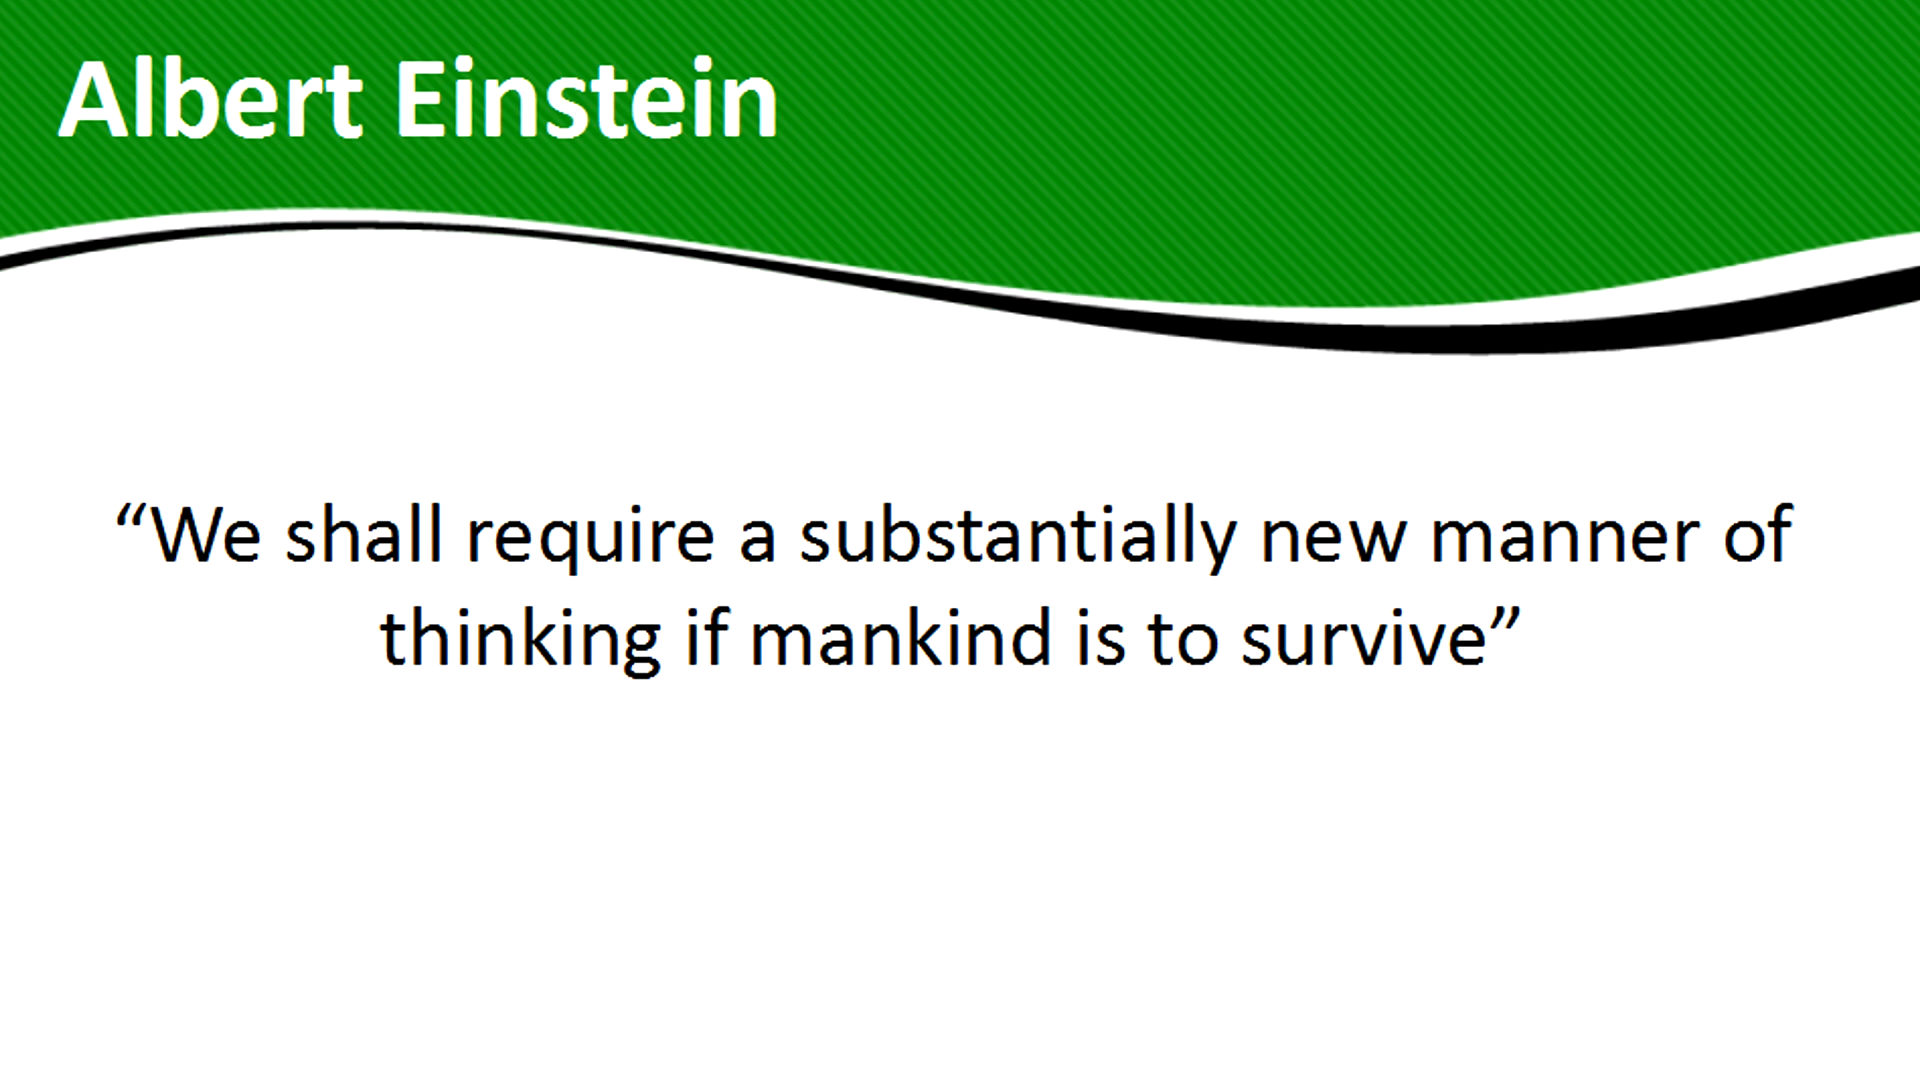 Albert Einstein
“We shall require a substantially new manner of
thinking if mankind is to survive”